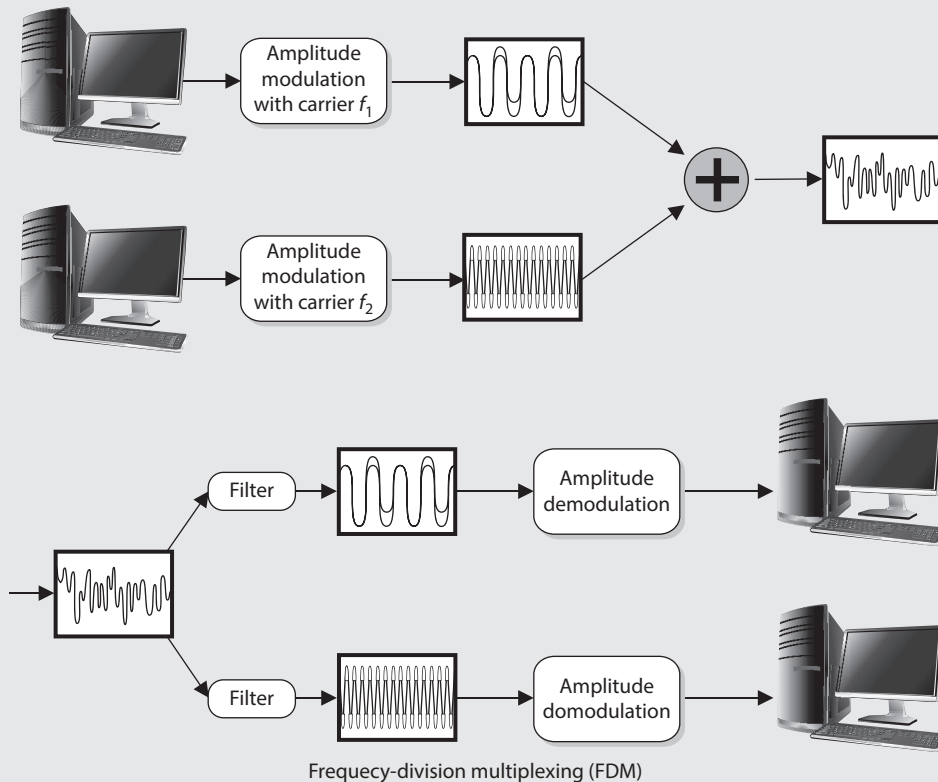 Amplitude
modulation
with carrier f1
Amplitude
modulation
with carrier f2
Filter
Amplitude
demodulation
Filter
Amplitude
domodulation
Frequecy-division multiplexing (FDM)